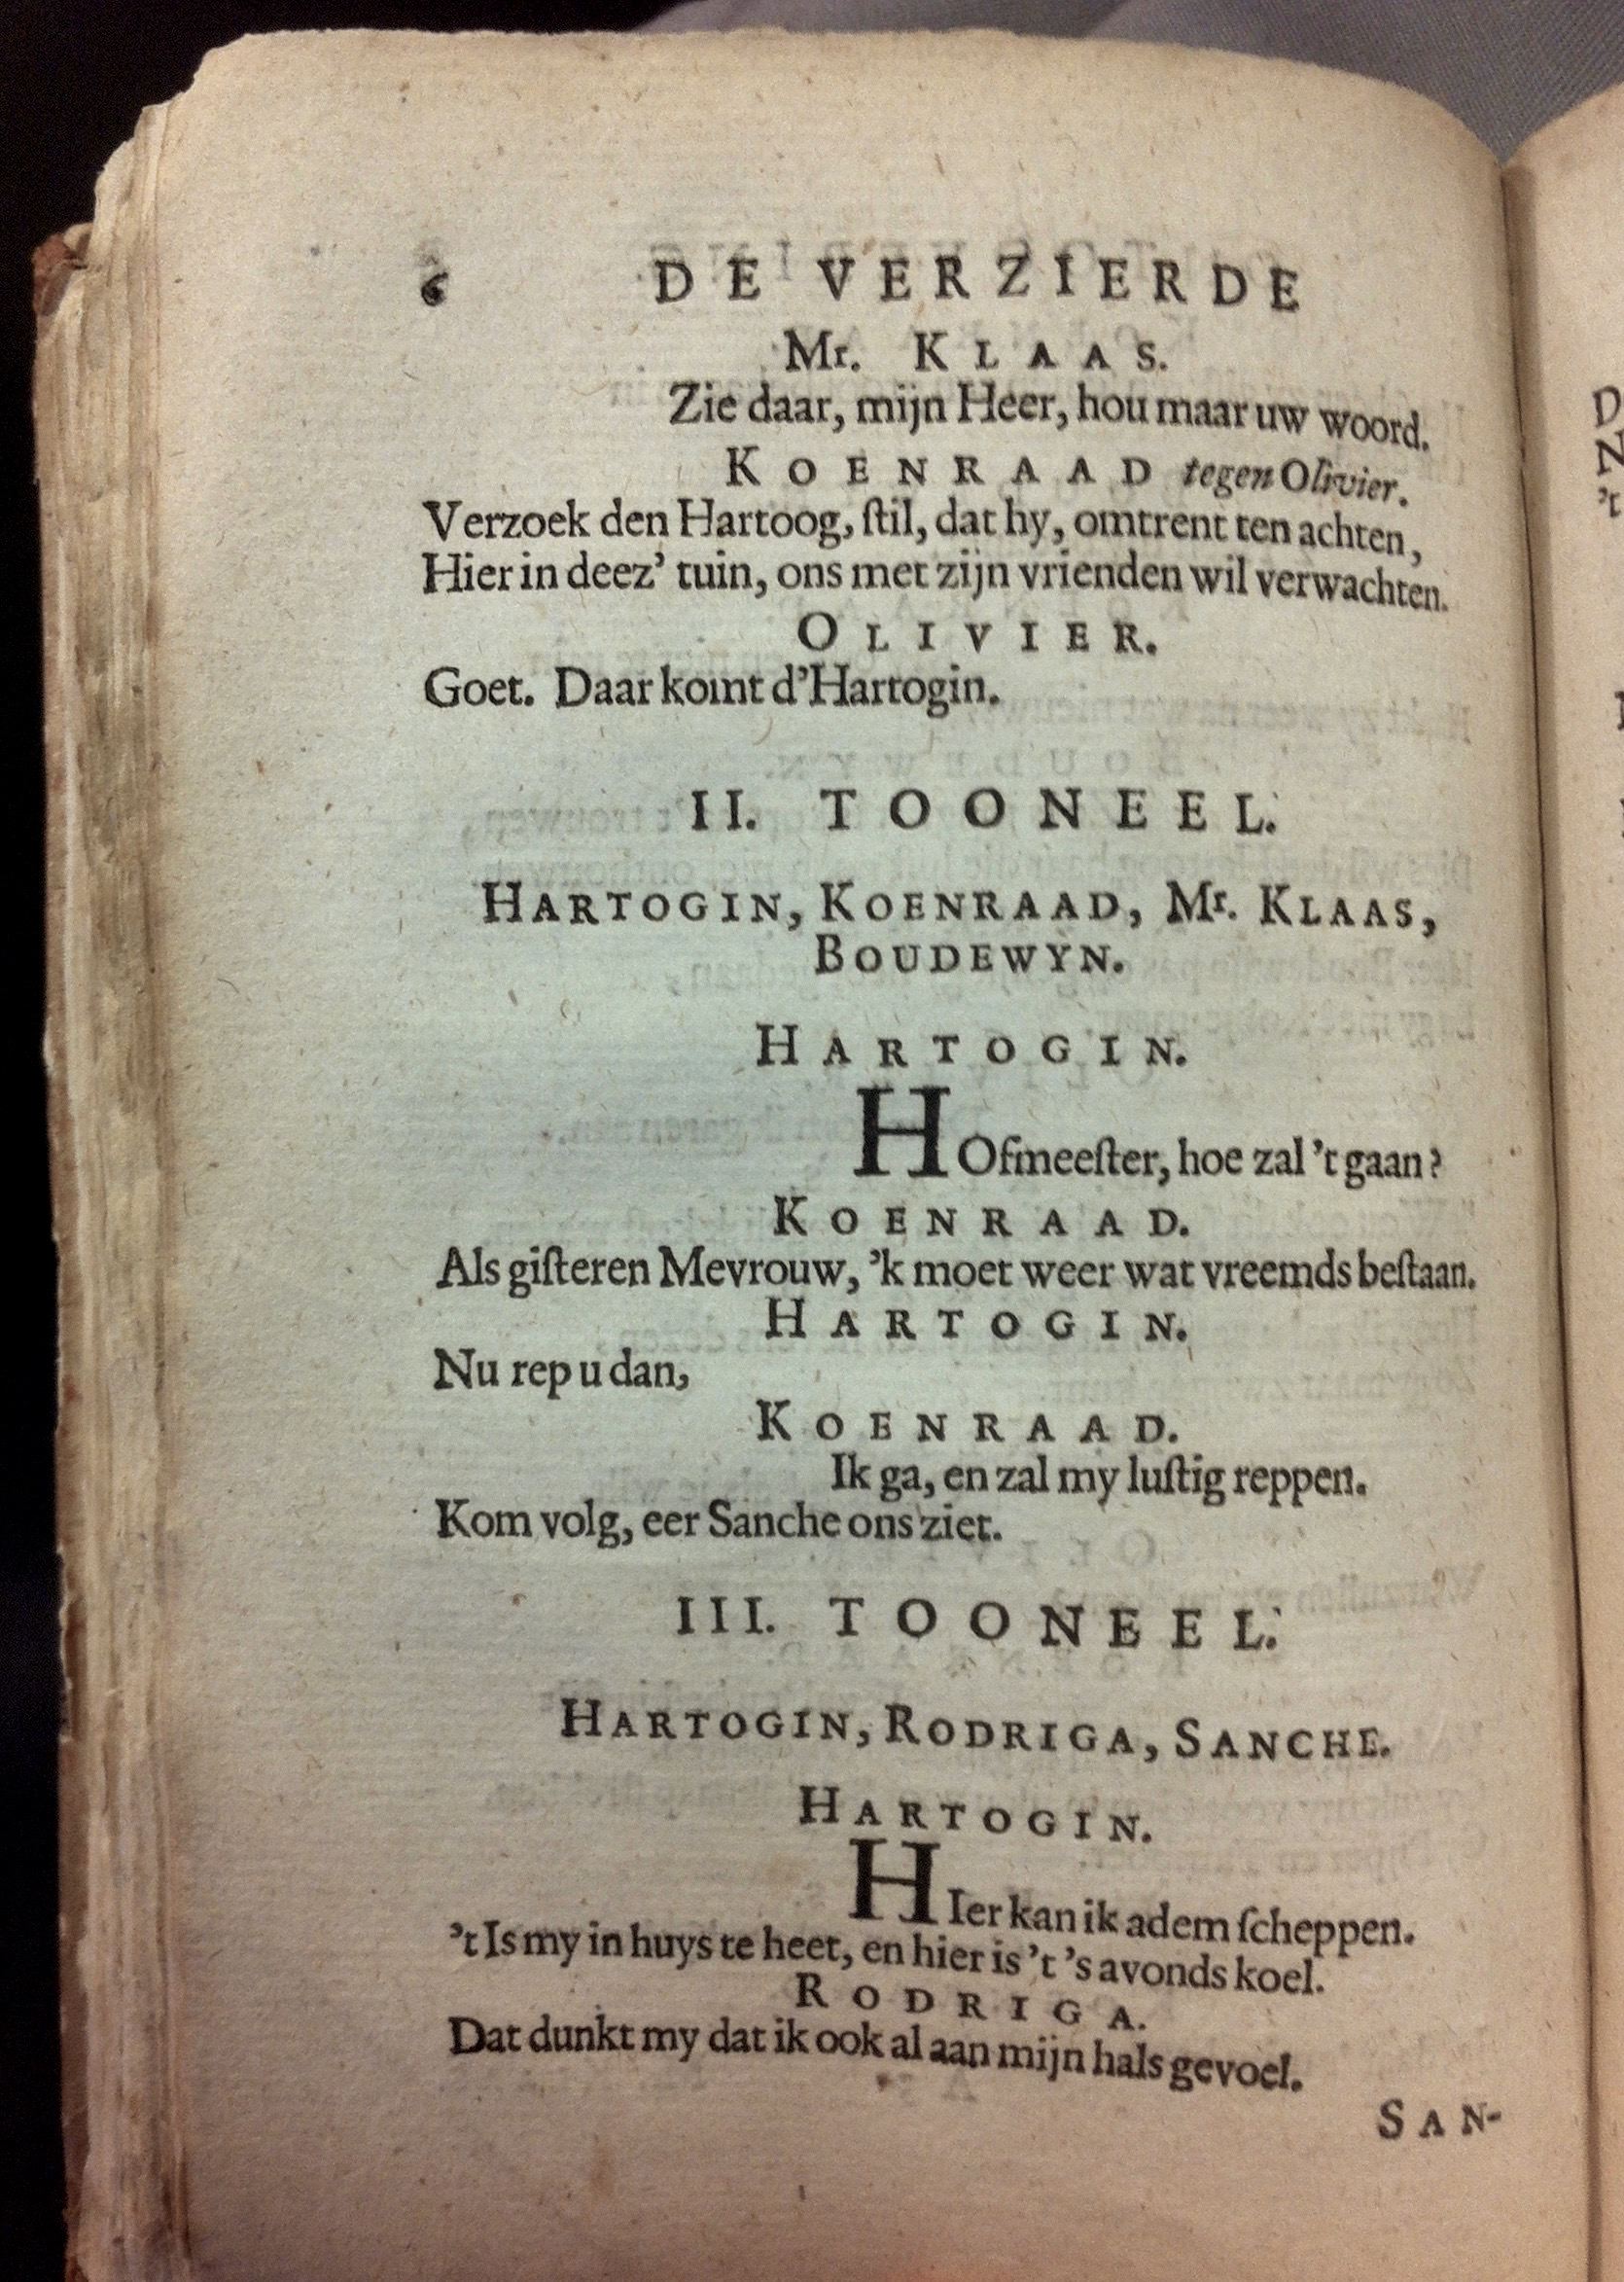 6 DE VERZIERDE
Mr. KLAAS.
Zie daar, mijn Heer, hou maar uw woord.
KOENRAAD tegen Olivier.
Verzoek den Hartoog, ſtil, dat hy, omtrent ten achten,
Hier in deez’ tuin, ons met zijn vrienden wil verwachten.
OLIVIER.
Goet. Daar komt d’Hartogin.
II. TOONEEL.
HARTOGIN, KOENRAAD, Mr. KLAAS,
BOUDEWYN.
HARTOGIN.
HOfmeeſter, hoe zal ’t gaan?
KOENRAAD.
Als giſteren Mevrouw, ’k moet weer wat vreemds beſtaan.
HARTOGIN.
Nu rep u dan,
KOENRAAD.
Ik ga, en zal my luſtig reppen.
Kom volg, eer Sanche ons ziet.
III. TOONEEL.
HARTOGIN, RODRIGA, SANCHE.
HARTOGIN.
HIer kan ik adem ſcheppen.
’t Is my in huys te heet, en hier is ’t ’s avonds koel.
RODRIGA.
Dat dunkt my dat ik ook al aan mijn hals gevoel.
SAN-
D
N
’t